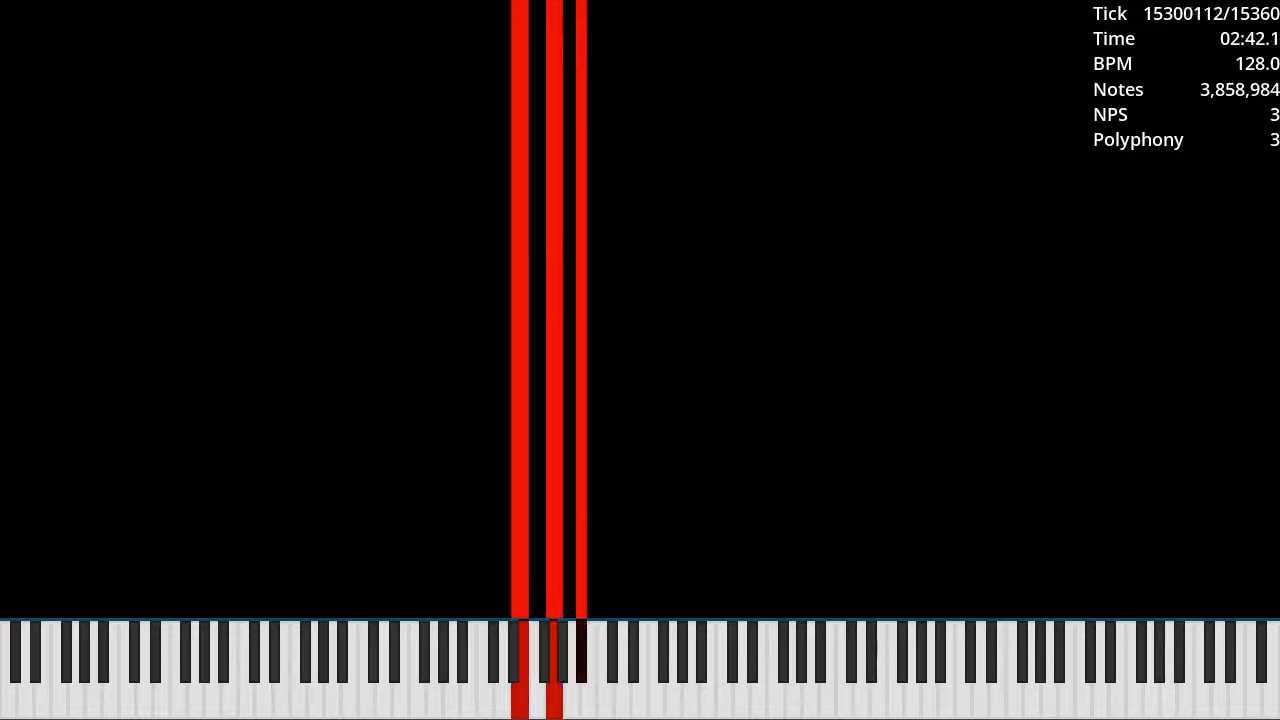 Tick 15300112/15360
Time 02:42.1
BPM 128.0
Notes 3,858,984
NPS 3
Polyphony 3